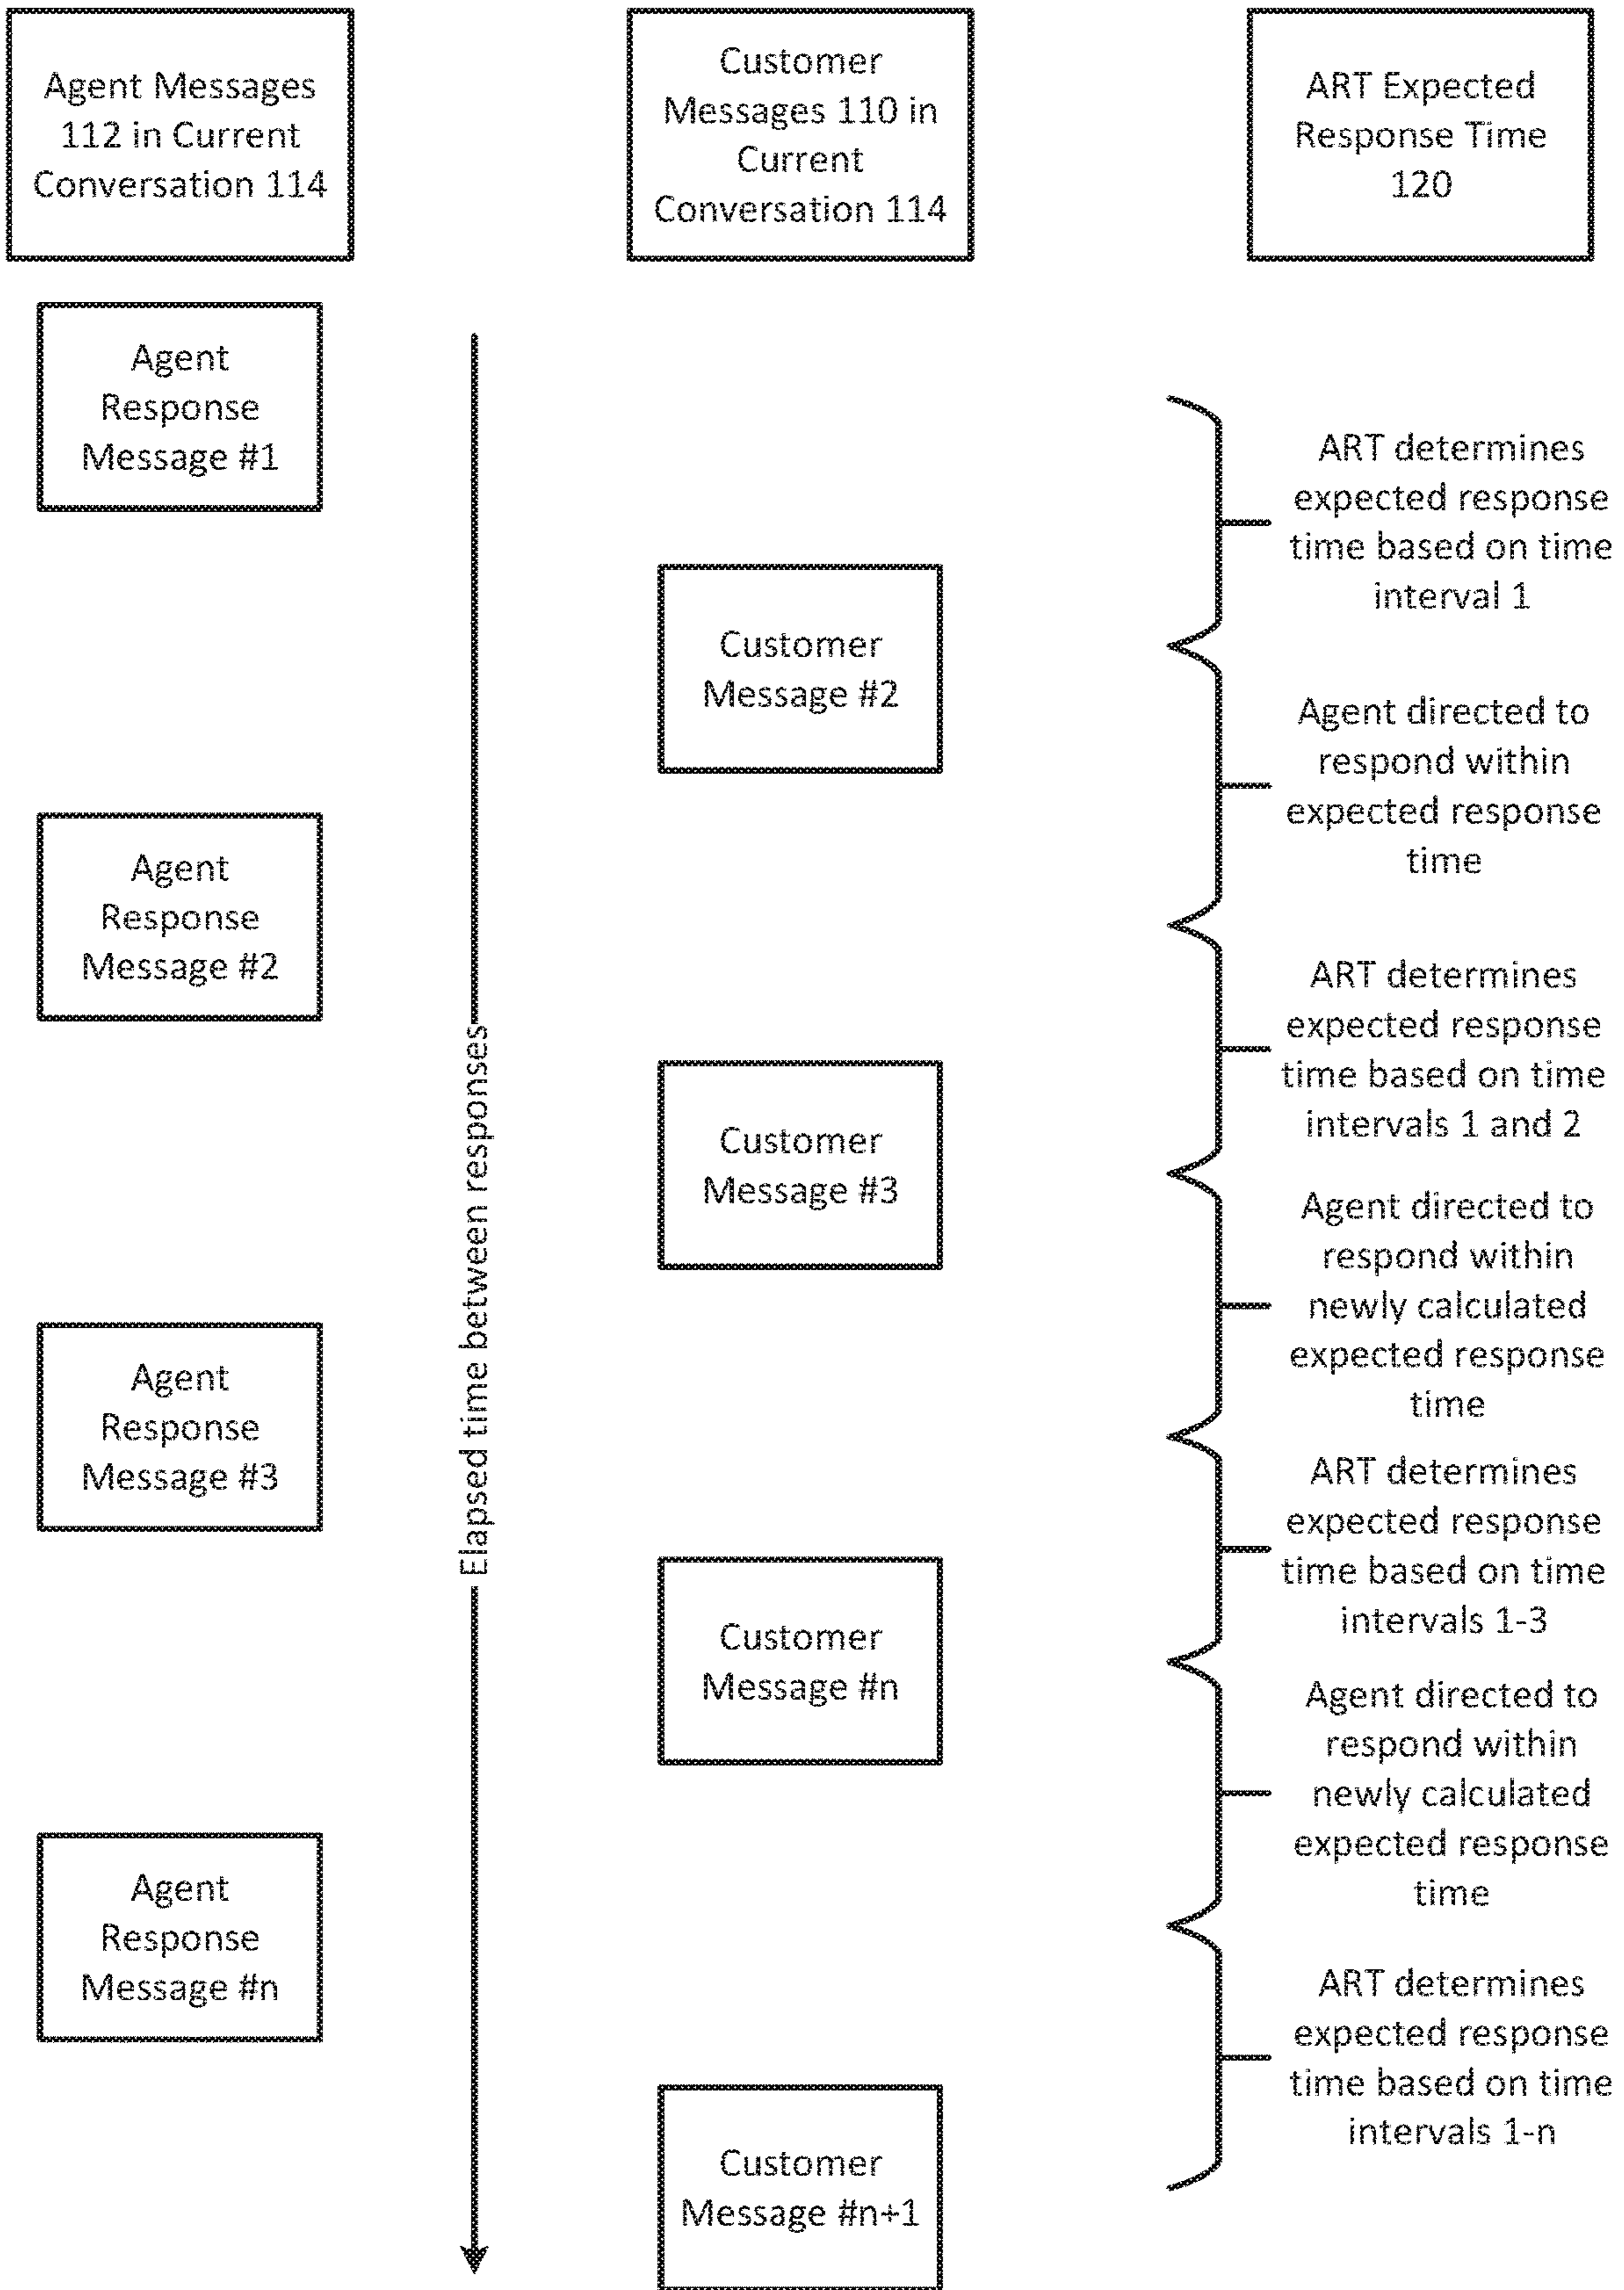 Agent Messages
112 in Current
Conversation 114
Customer
Messages 110 in
Current
Conversation 114
ART Expected
Response Time
120
Agent
Response
Message #1
ART determines
expected response
time based on time
interval 1
Customer
Message #2
Agent directed to
respond within
expected response
time
Agent
Response
Message #2
ART determines
expected response
time based on time
intervals 1 and 2
Elapsed time between responses
Customer
Message #3
Agent directed to
respond within
newly calculated
expected response
time
Agent
Response
Message #3
ART determines
expected response
time based on time
intervals 1-3
Customer
Message #n
Agent directed to
respond within
newly calculated
expected response
time
Agent
Response
Message #n
ART determines
expected response
time based on time
intervals 1-n
Customer
Message #n+1